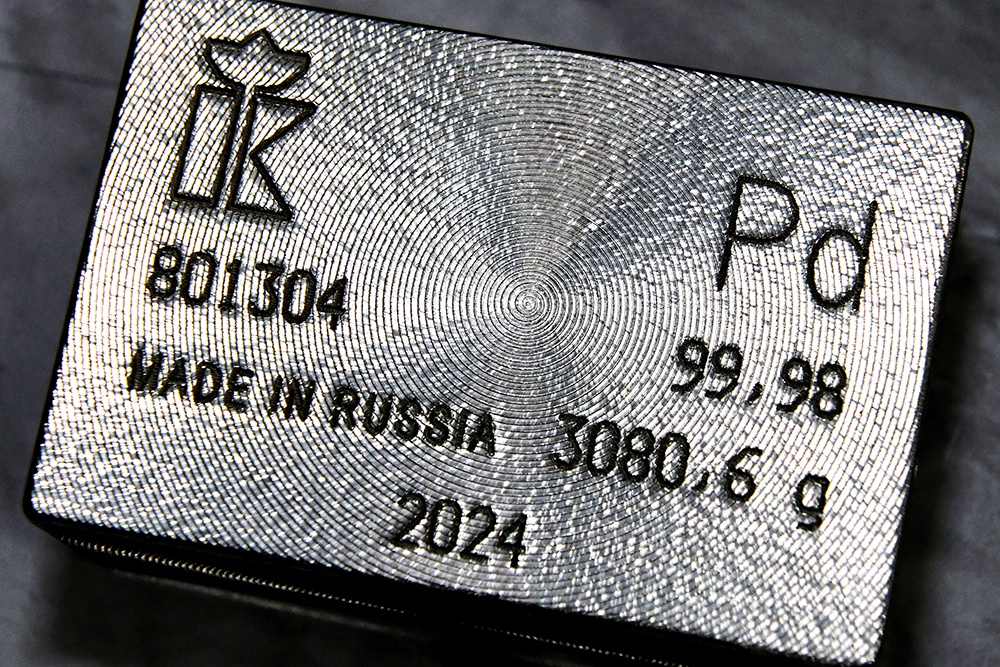 Pd
801304
99,98
MADE IN RUSSIA
3080,6 g
2024